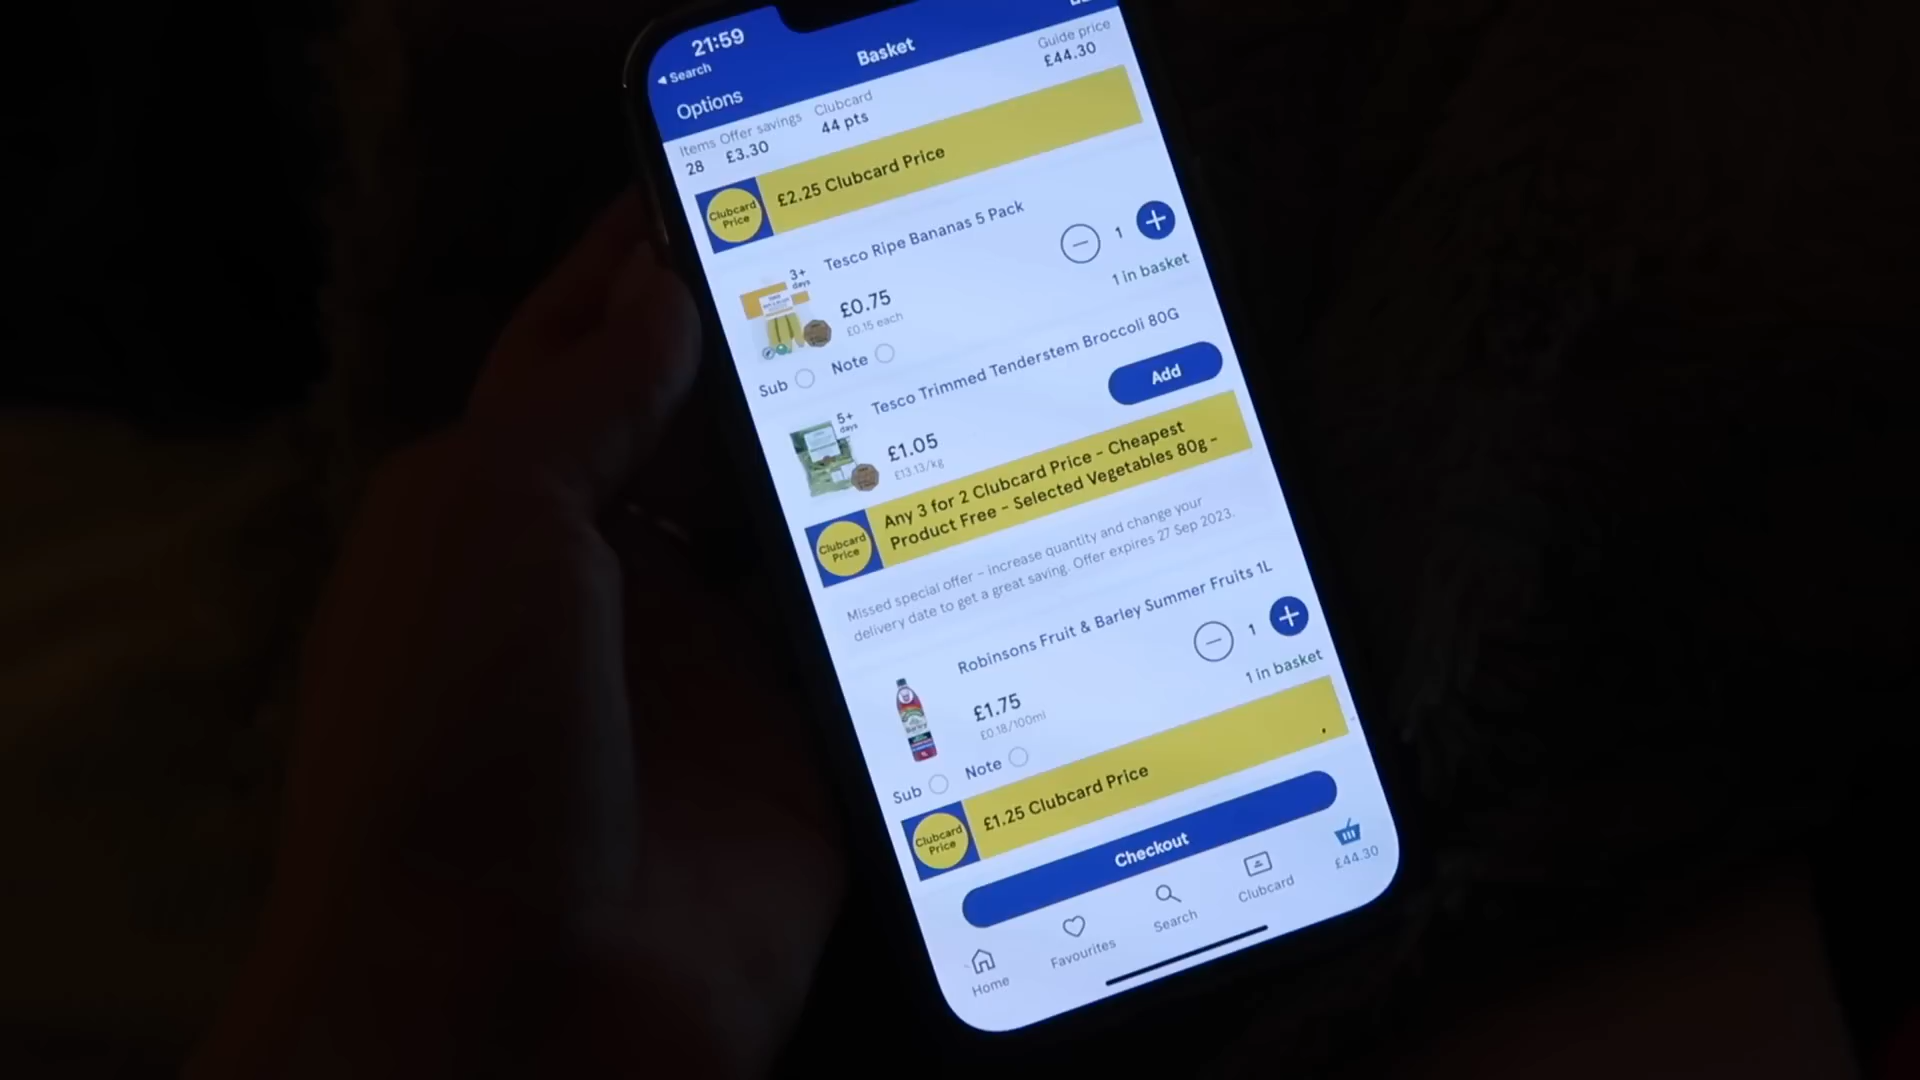 21:59
Search
Basket
Guide price
£44.30
Options
Items
28
Offer savings
£3.30
Clubcard
44 pts
Clubcard
Price
£2.25 Clubcard Price
Tesco Ripe Bananas 5 Pack
3+
days
£0.75
£0.15 each
1
1 in basket
Sub
Note
Tesco Trimmed Tenderstem Broccoli 80G
5+
days
£1.05
£13.13/kg
Add
Clubcard
Price
Any 3 for 2 Clubcard Price - Cheapest
Product Free - Selected Vegetables 80g -
Missed special offer - increase quantity and change your
delivery date to get a great saving. Offer expires 27 Sep 2023.
Robinsons Fruit & Barley Summer Fruits 1L
£1.75
£0.18/100ml
1
1 in basket
Sub
Note
Clubcard
Price
£1.25 Clubcard Price
Checkout
Home
Favourites
Search
Clubcard
£44.30